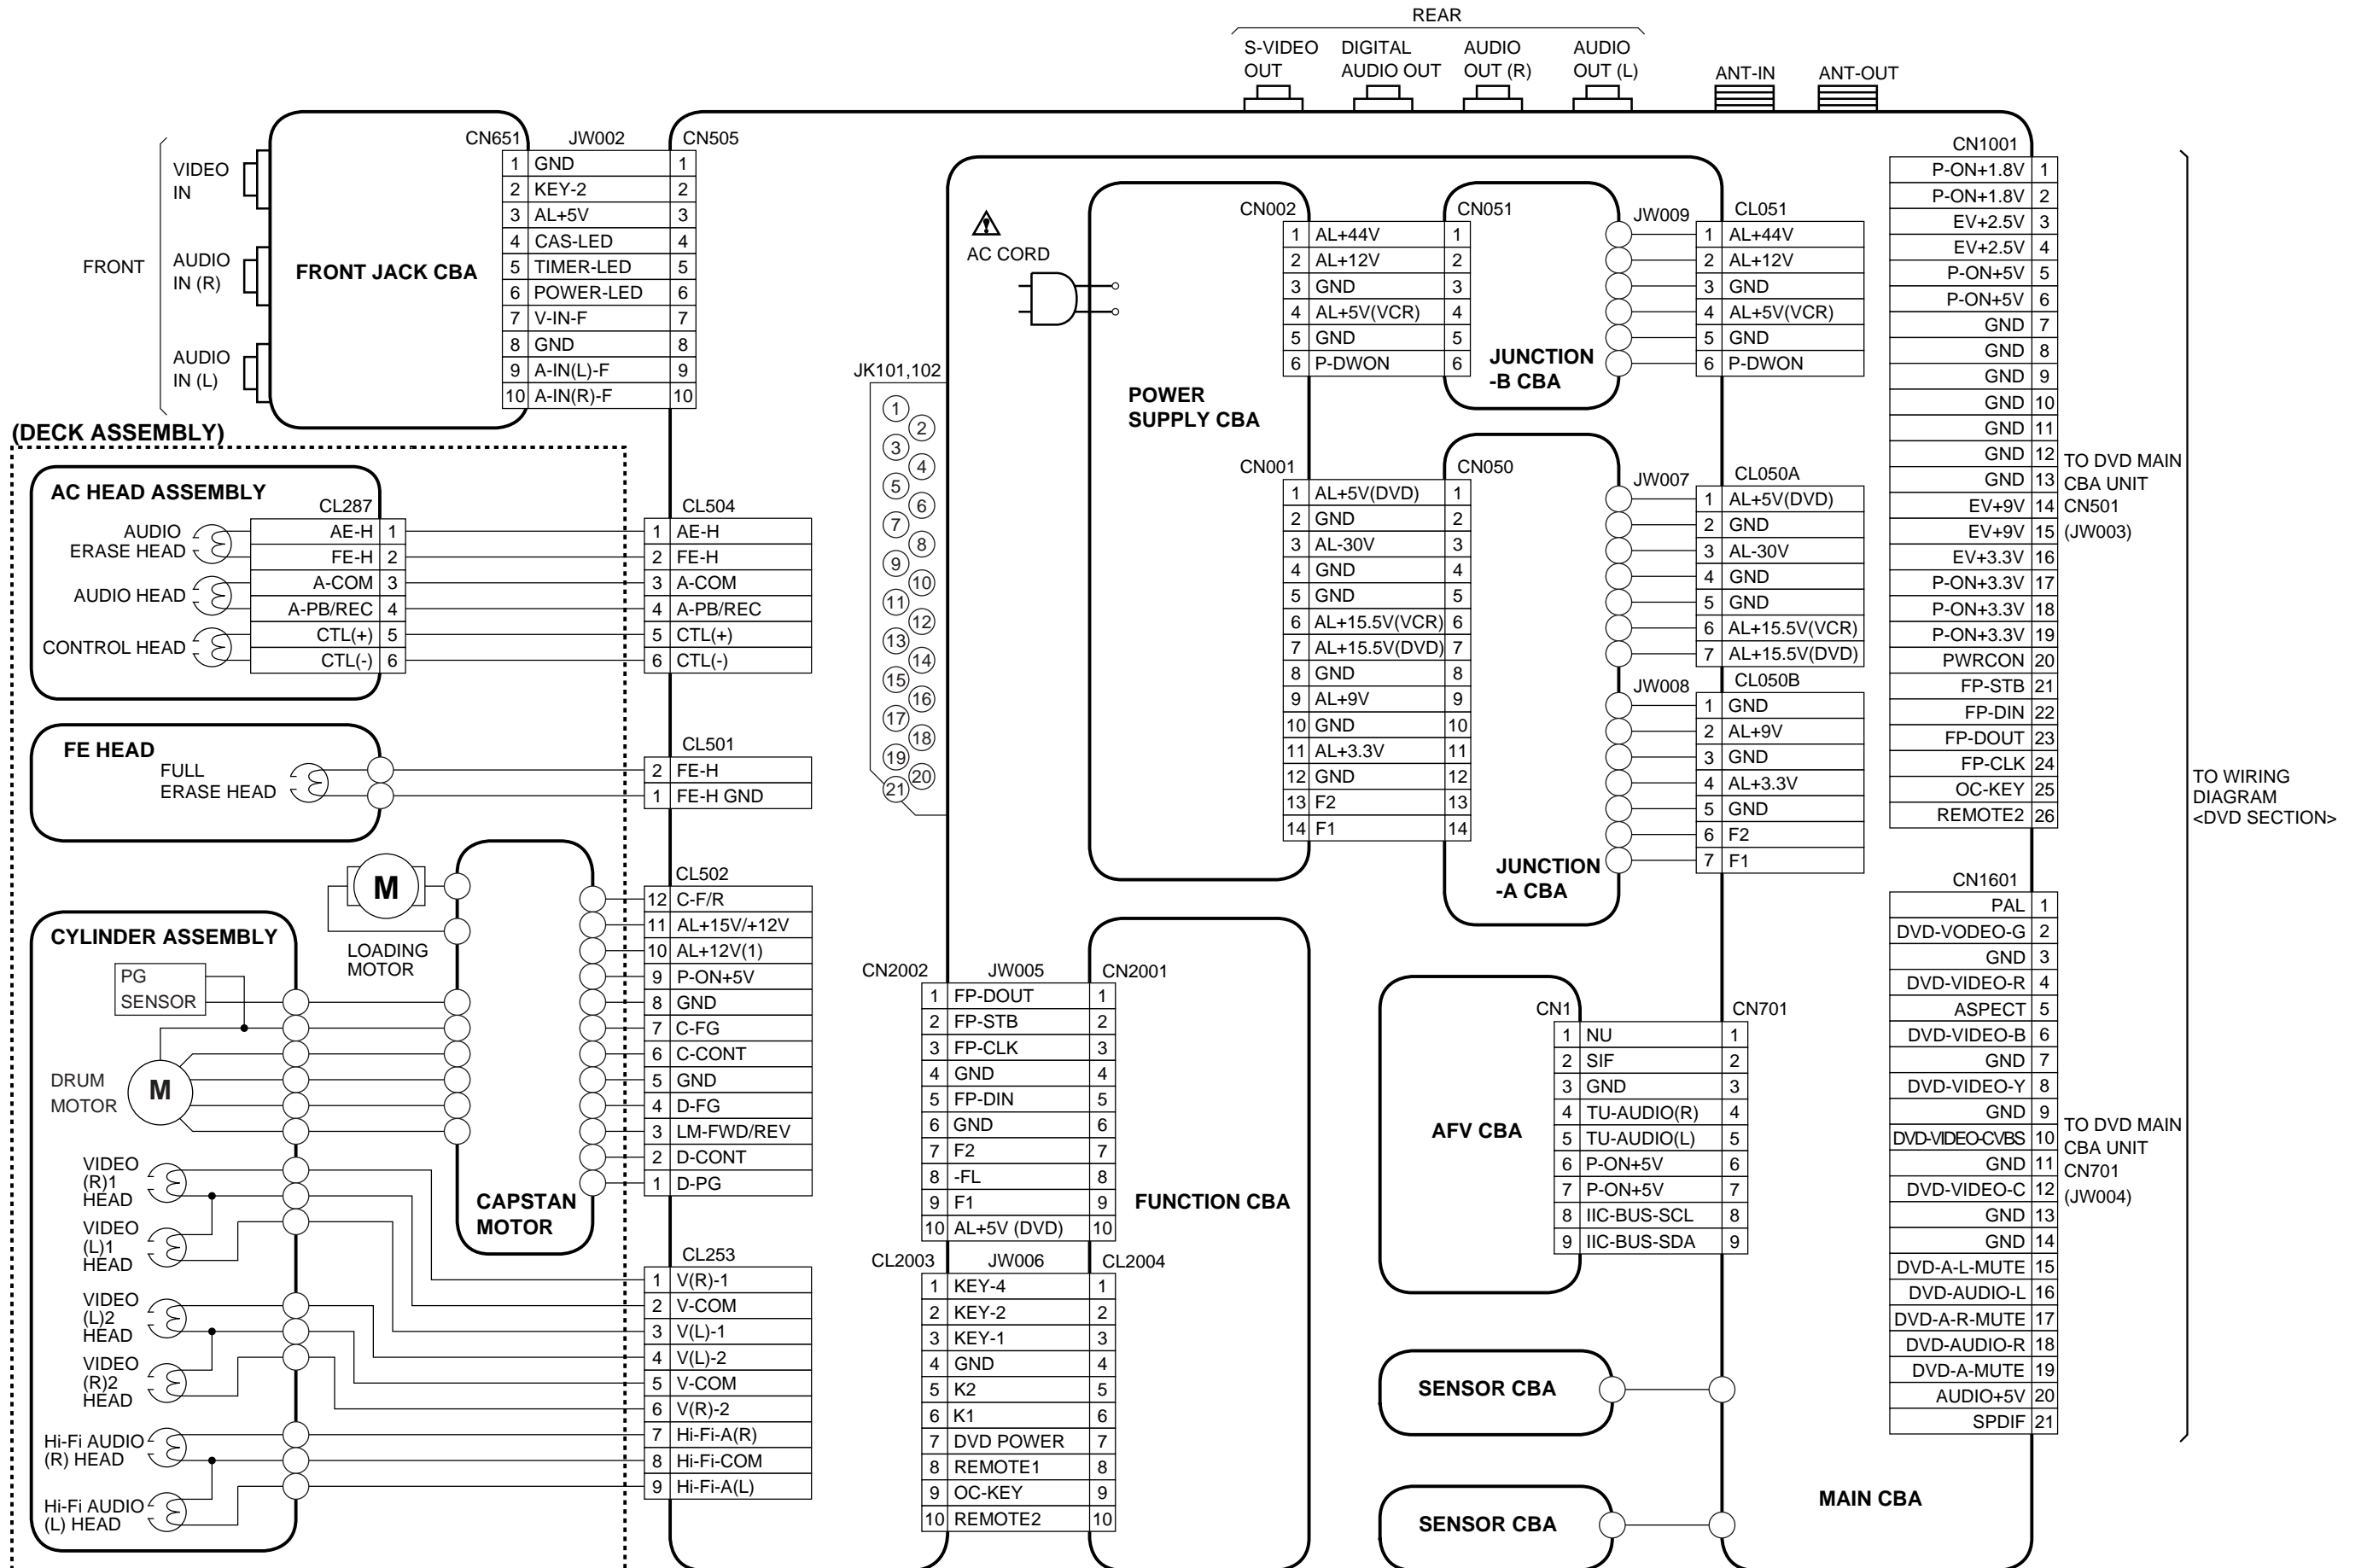 REAR
S-VIDEO
OUT
DIGITAL
AUDIO OUT
AUDIO
OUT (R)
AUDIO
OUT (L)
ANT-IN
ANT-OUT
FRONT
VIDEO
IN
AUDIO
IN (R)
AUDIO
IN (L)
FRONT JACK CBA
CN651 JW002 CN505
1 GND 1
2 KEY-2 2
3 AL+5V 3
4 CAS-LED 4
5 TIMER-LED 5
6 POWER-LED 6
7 V-IN-F 7
8 GND 8
9 A-IN(L)-F 9
10 A-IN(R)-F 10
(DECK ASSEMBLY)
AC HEAD ASSEMBLY
AUDIO
ERASE HEAD
AUDIO HEAD
CONTROL HEAD
CL287
AE-H 1
FE-H 2
A-COM 3
A-PB/REC 4
CTL(+) 5
CTL(-) 6
CL504
1 AE-H
2 FE-H
3 A-COM
4 A-PB/REC
5 CTL(+)
6 CTL(-)
FE HEAD
FULL
ERASE HEAD
CL501
2 FE-H
1 FE-H GND
M
LOADING
MOTOR
CAPSTAN
MOTOR
CL502
12 C-F/R
11 AL+15V/+12V
10 AL+12V(1)
9 P-ON+5V
8 GND
7 C-FG
6 C-CONT
5 GND
4 D-FG
3 LM-FWD/REV
2 D-CONT
1 D-PG
CYLINDER ASSEMBLY
PG
SENSOR
DRUM
MOTOR
M
VIDEO
(R)1
HEAD
VIDEO
(L)1
HEAD
VIDEO
(L)2
HEAD
VIDEO
(R)2
HEAD
Hi-Fi AUDIO
(R) HEAD
Hi-Fi AUDIO
(L) HEAD
CL253
1 V(R)-1
2 V-COM
3 V(L)-1
4 V(L)-2
5 V-COM
6 V(R)-2
7 Hi-Fi-A(R)
8 Hi-Fi-COM
9 Hi-Fi-A(L)
AC CORD
JK101,102
1
2
3
4
5
6
7
8
9
10
11
12
13
14
15
16
17
18
19
20
21
POWER
SUPPLY CBA
CN002 CN051
1 AL+44V 1
2 AL+12V 2
3 GND 3
4 AL+5V(VCR) 4
5 GND 5
6 P-DWON 6
JUNCTION
-B CBA
JW009 CL051
1 AL+44V
2 AL+12V
3 GND
4 AL+5V(VCR)
5 GND
6 P-DWON
CN001 CN050
1 AL+5V(DVD) 1
2 GND 2
3 AL-30V 3
4 GND 4
5 GND 5
6 AL+15.5V(VCR) 6
7 AL+15.5V(DVD) 7
8 GND 8
9 AL+9V 9
10 GND 10
11 AL+3.3V 11
12 GND 12
13 F2 13
14 F1 14
JUNCTION
-A CBA
JW007 CL050A
1 AL+5V(DVD)
2 GND
3 AL-30V
4 GND
5 GND
6 AL+15.5V(VCR)
7 AL+15.5V(DVD)
JW008 CL050B
1 GND
2 AL+9V
3 GND
4 AL+3.3V
5 GND
6 F2
7 F1
CN2002 JW005 CN2001
1 FP-DOUT 1
2 FP-STB 2
3 FP-CLK 3
4 GND 4
5 FP-DIN 5
6 GND 6
7 F2 7
8 -FL 8
9 F1 9
10 AL+5V (DVD) 10
CL2003 JW006 CL2004
1 KEY-4 1
2 KEY-2 2
3 KEY-1 3
4 GND 4
5 K2 5
6 K1 6
7 DVD POWER 7
8 REMOTE1 8
9 OC-KEY 9
10 REMOTE2 10
FUNCTION CBA
AFV CBA
CN1 CN701
1 NU 1
2 SIF 2
3 GND 3
4 TU-AUDIO(R) 4
5 TU-AUDIO(L) 5
6 P-ON+5V 6
7 P-ON+5V 7
8 IIC-BUS-SCL 8
9 IIC-BUS-SDA 9
SENSOR CBA
SENSOR CBA
MAIN CBA
CN1001
P-ON+1.8V 1
P-ON+1.8V 2
EV+2.5V 3
EV+2.5V 4
P-ON+5V 5
P-ON+5V 6
GND 7
GND 8
GND 9
GND 10
GND 11
GND 12
GND 13
EV+9V 14
EV+9V 15
EV+3.3V 16
P-ON+3.3V 17
P-ON+3.3V 18
P-ON+3.3V 19
PWRCON 20
FP-STB 21
FP-DIN 22
FP-DOUT 23
FP-CLK 24
OC-KEY 25
REMOTE2 26
TO DVD MAIN
CBA UNIT
CN501
(JW003)
CN1601
PAL 1
DVD-VODEO-G 2
GND 3
DVD-VIDEO-R 4
ASPECT 5
DVD-VIDEO-B 6
GND 7
DVD-VIDEO-Y 8
GND 9
DVD-VIDEO-CVBS 10
GND 11
DVD-VIDEO-C 12
GND 13
GND 14
DVD-A-L-MUTE 15
DVD-AUDIO-L 16
DVD-A-R-MUTE 17
DVD-AUDIO-R 18
DVD-A-MUTE 19
AUDIO+5V 20
SPDIF 21
TO DVD MAIN
CBA UNIT
CN701
(JW004)
TO WIRING
DIAGRAM
<DVD SECTION>